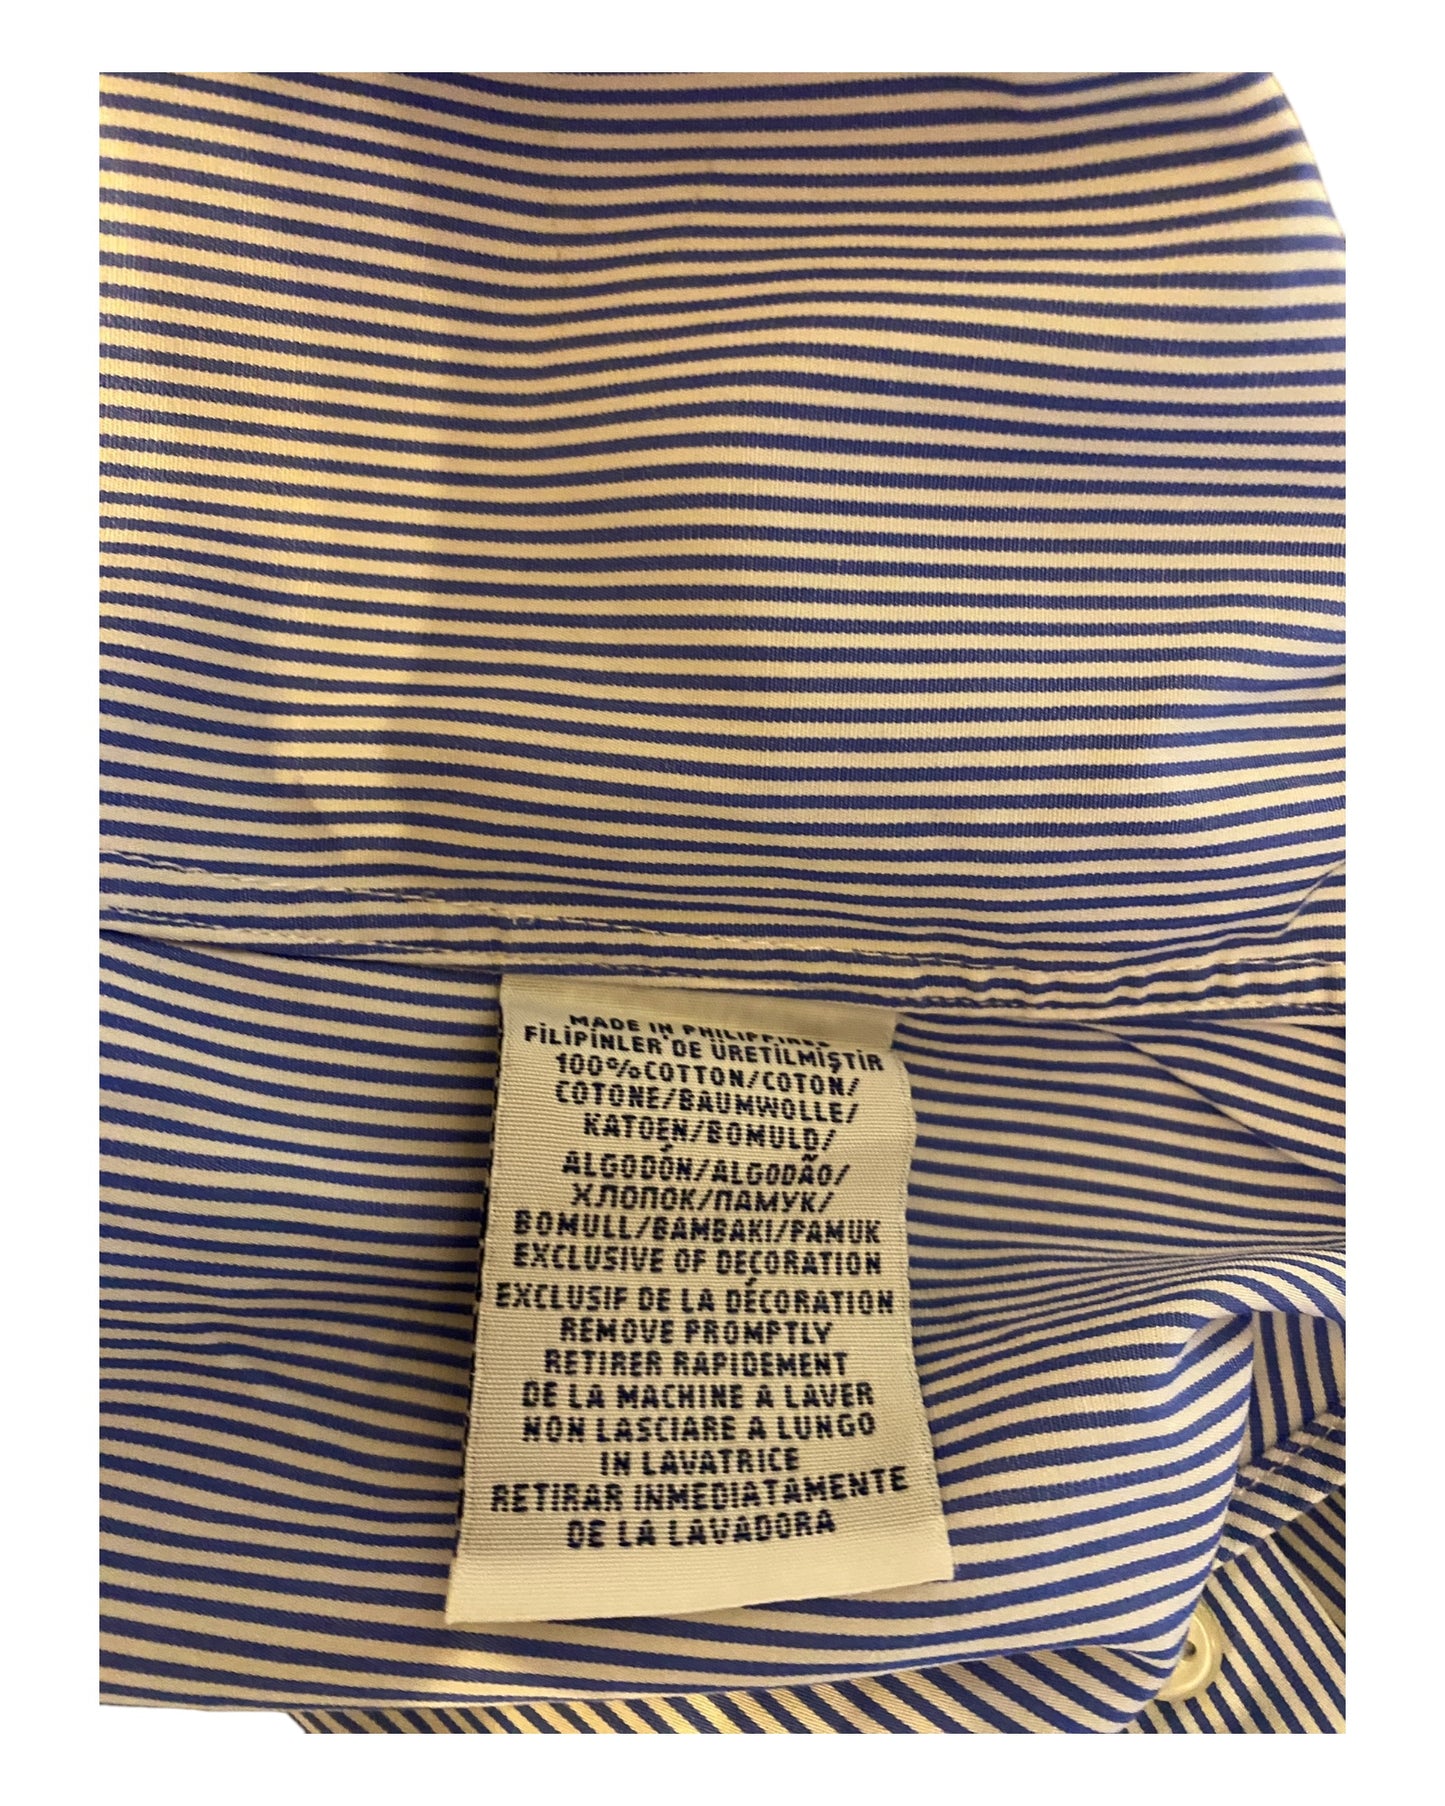 MADE IN PHILIPPINES
FİLİPİNLER'DE ÜRETİLMİŞTİR
100%COTTON/COTON/
COTONE/BAUMWOLLE/
KATOEN/BOMULD/
ALGODÓN/ALGODÃO/
ХЛОПОК/ПАМУК/
BOMULL/BAMBAKI/PAMUK
EXCLUSIVE OF DECORATION
EXCLUSIF DE LA DÉCORATION
REMOVE PROMPTLY
RETIRER RAPIDEMENT
DE LA MACHINE A LAVER
NON LASCIARE A LUNGO
IN LAVATRICE
RETIRAR INMEDIATAMENTE
DE LA LAVADORA